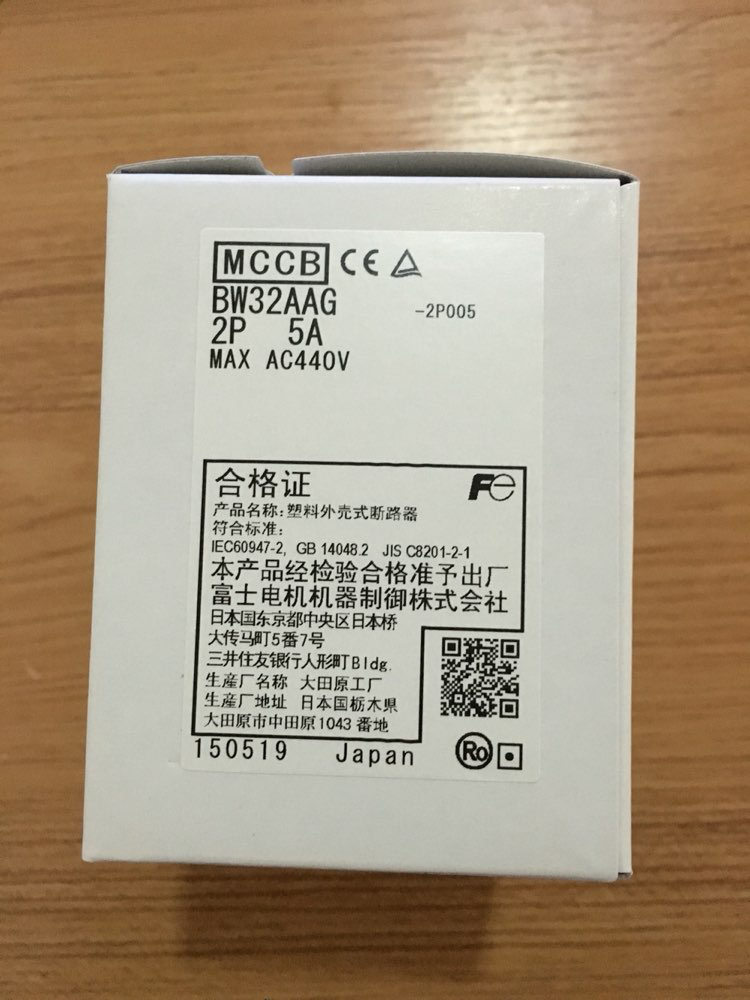 MCCB CE
BW32AAG -2P005
2P 5A
MAX AC440V
合格证 Fe
产品名称:塑料外壳式断路器
符合标准:
IEC60947-2, GB 14048.2 JIS C8201-2-1
本产品经检验合格准予出厂
富士电机机器制御株式会社
日本国东京都中央区日本桥
大传马町5番7号
三井住友银行人形町Bldg.
生産厂名称 大田原工厂
生産厂地址 日本国栃木県
大田原市中田原1043 番地
150519 Japan Ro